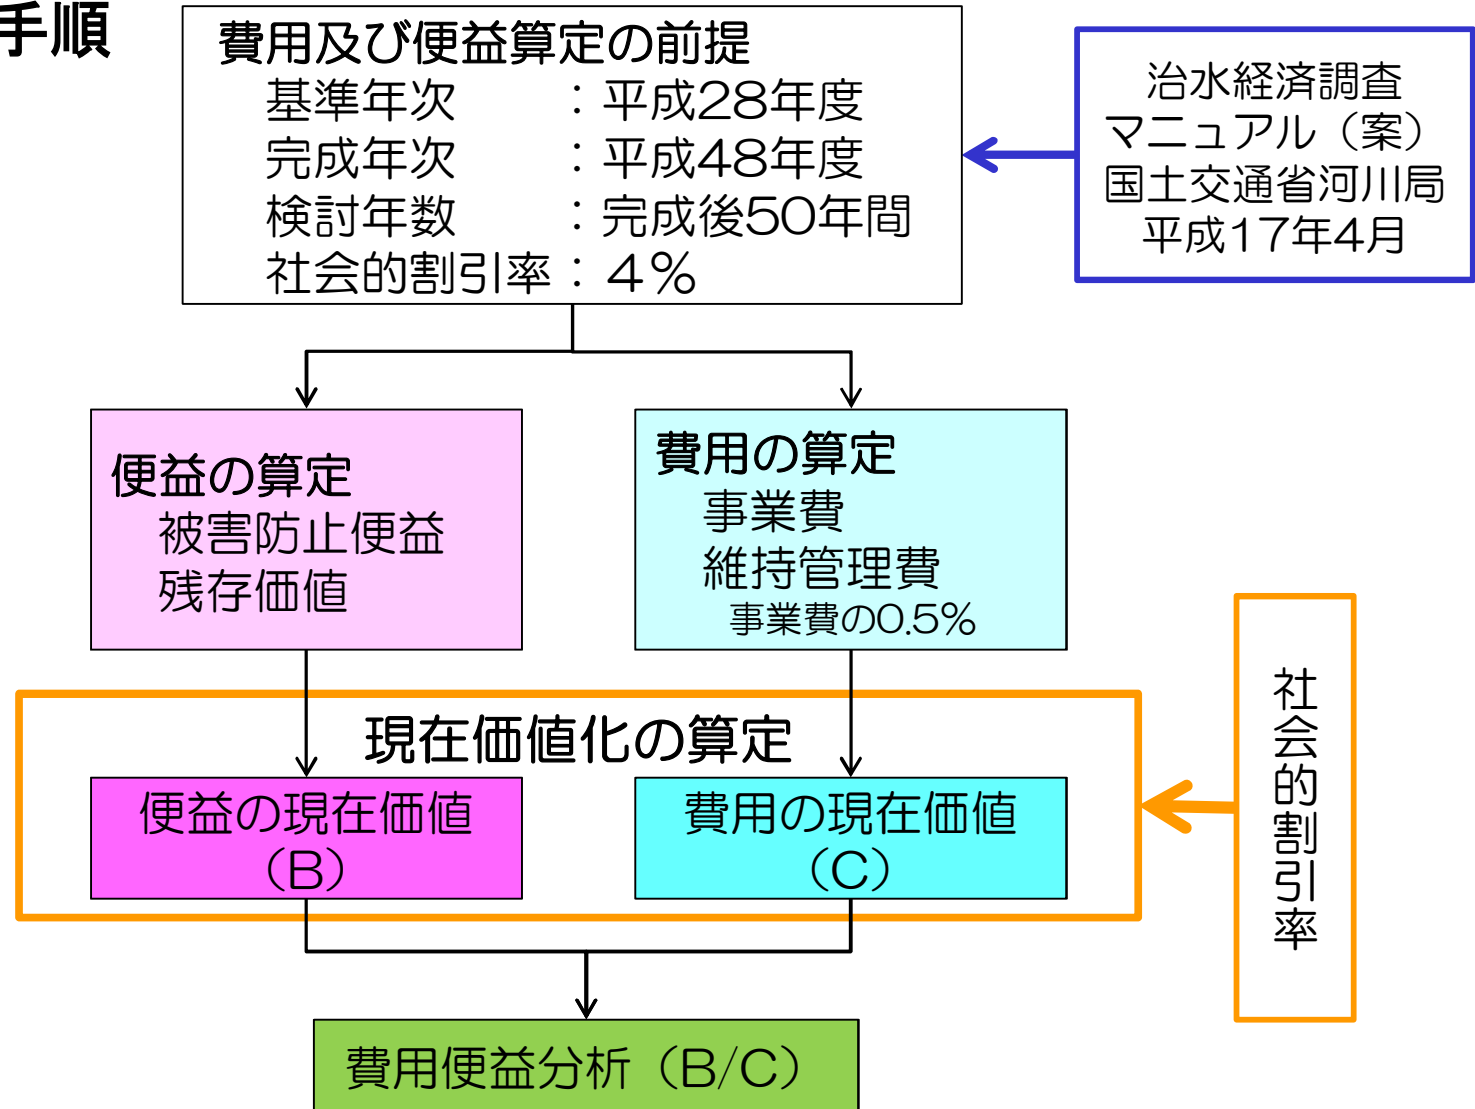 手順
費用及び便益算定の前提
基準年次　　：平成28年度
完成年次　　：平成48年度
検討年数　　：完成後50年間
社会的割引率：4％
治水経済調査
マニュアル（案）
国土交通省河川局
平成17年4月
便益の算定
被害防止便益
残存価値
費用の算定
事業費
維持管理費
事業費の0.5%
現在価値化の算定
便益の現在価値
（B）
費用の現在価値
（C）
社会的割引率
費用便益分析（B/C）